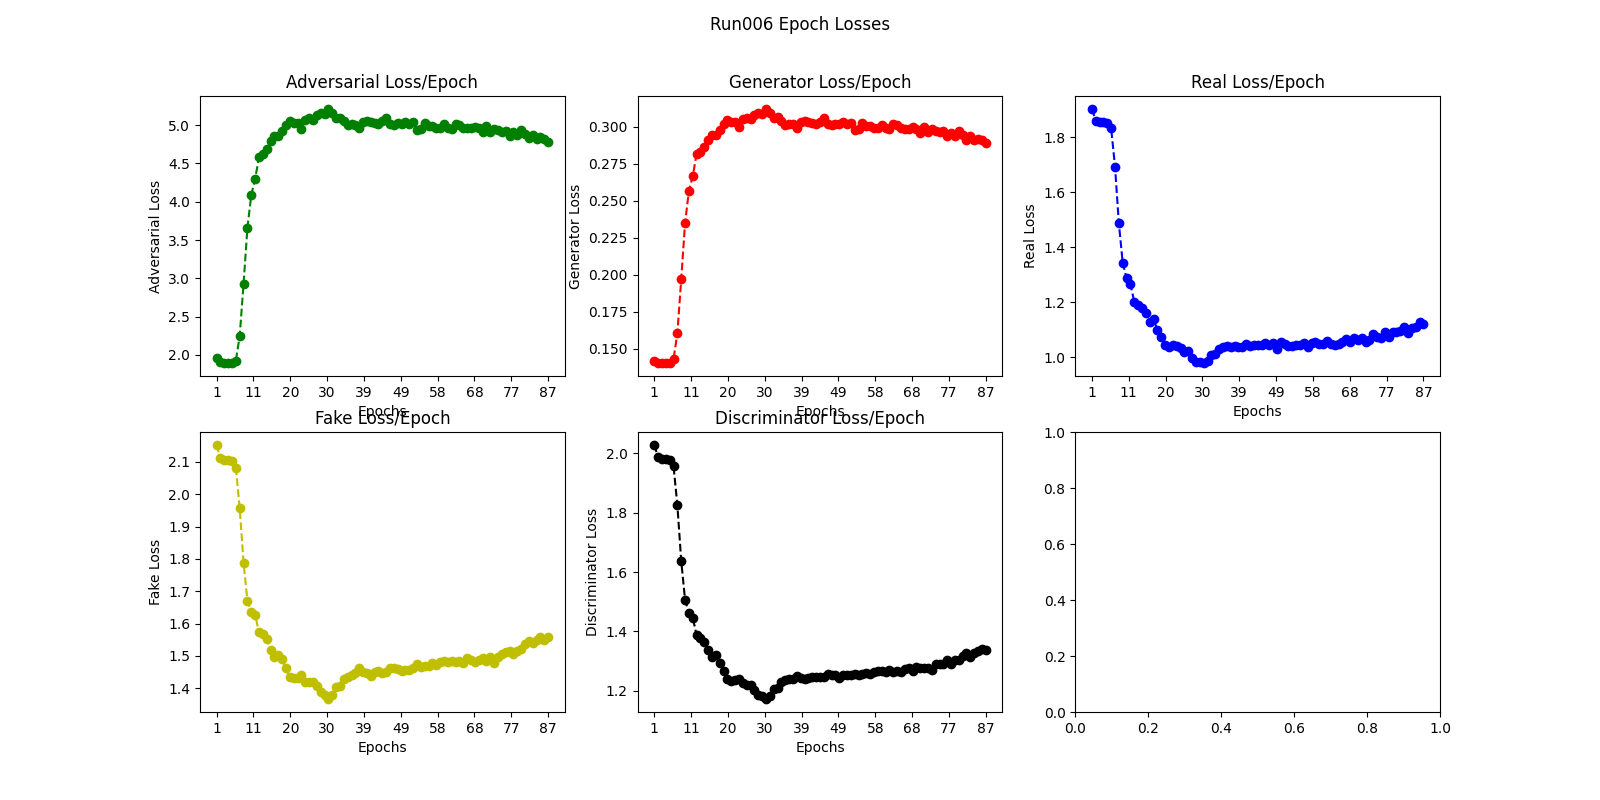 Run006 Epoch Losses
Adversarial Loss/Epoch
Adversarial Loss
5.0
4.5
4.0
3.5
3.0
2.5
2.0
1 11 20 30 39 49 58 68 77 87
Epochs
Generator Loss/Epoch
Generator Loss
0.300
0.275
0.250
0.225
0.200
0.175
0.150
1 11 20 30 39 49 58 68 77 87
Epochs
Real Loss/Epoch
Real Loss
1.8
1.6
1.4
1.2
1.0
1 11 20 30 39 49 58 68 77 87
Epochs
Fake Loss/Epoch
Fake Loss
2.1
2.0
1.9
1.8
1.7
1.6
1.5
1.4
1 11 20 30 39 49 58 68 77 87
Epochs
Discriminator Loss/Epoch
Discriminator Loss
2.0
1.8
1.6
1.4
1.2
1 11 20 30 39 49 58 68 77 87
Epochs
1.0
0.8
0.6
0.4
0.2
0.0
0.0 0.2 0.4 0.6 0.8 1.0